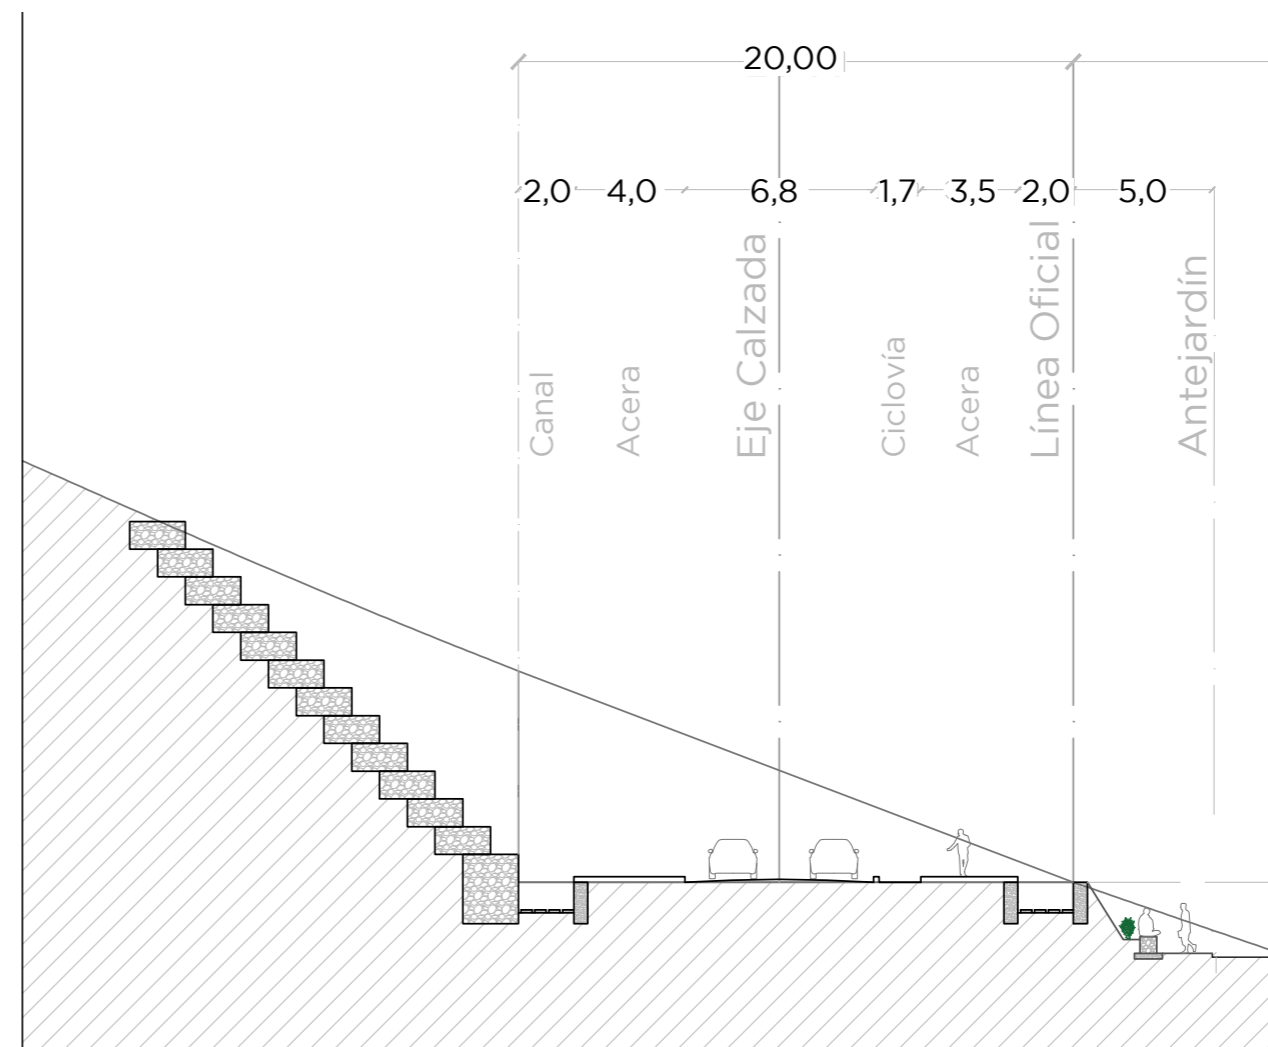 20,00
2,0 4,0 6,8 1,7 3,5 2,0 5,0
Canal
Acera
Eje Calzada
Ciclovía
Acera
Línea Oficial
Antejardín